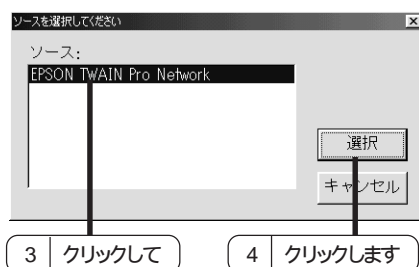 ソースを選択してください
ソース:
EPSON TWAIN Pro Network
選択
キャンセル
3 クリックして
4 クリックします